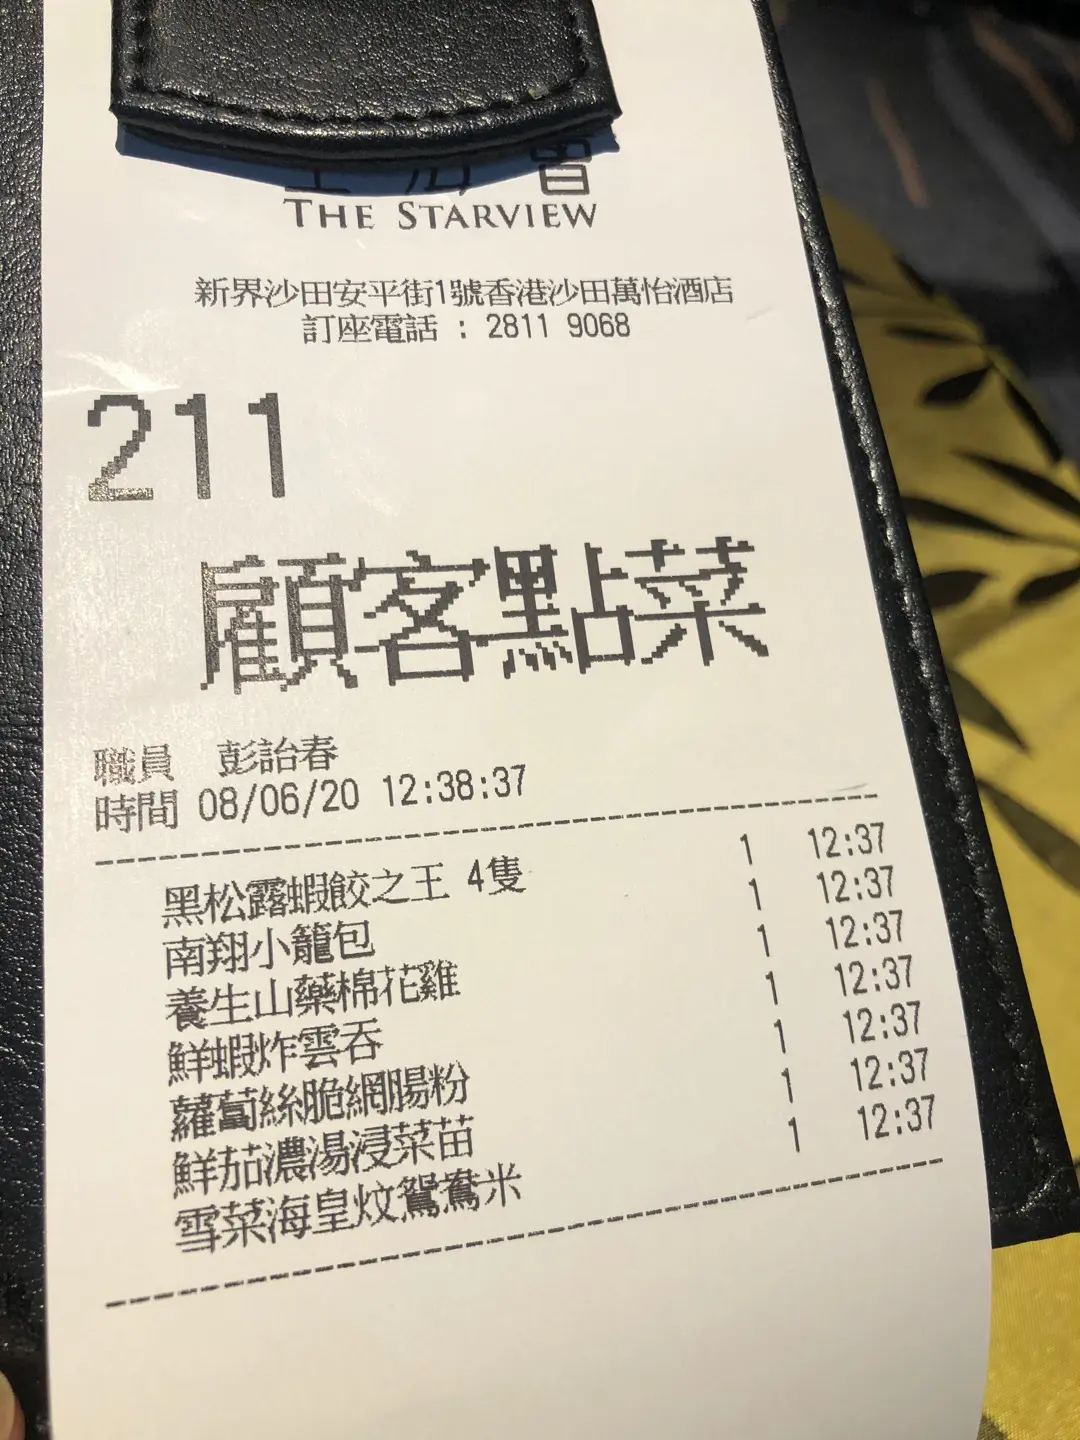 THE STARVIEW
新界沙田安平街1號香港沙田萬怡酒店
訂座電話 : 2811 9068
211
顧客點菜
職員 彭詒春
時間 08/06/20 12:38:37
黑松露蝦餃之王 4隻 1 12:37
南翔小籠包 1 12:37
養生山藥棉花雞 1 12:37
鮮蝦炸雲吞 1 12:37
蘿蔔絲脆網腸粉 1 12:37
鮮茄濃湯浸菜苗 1 12:37
雪菜海皇炆鴛鴦米 1 12:37